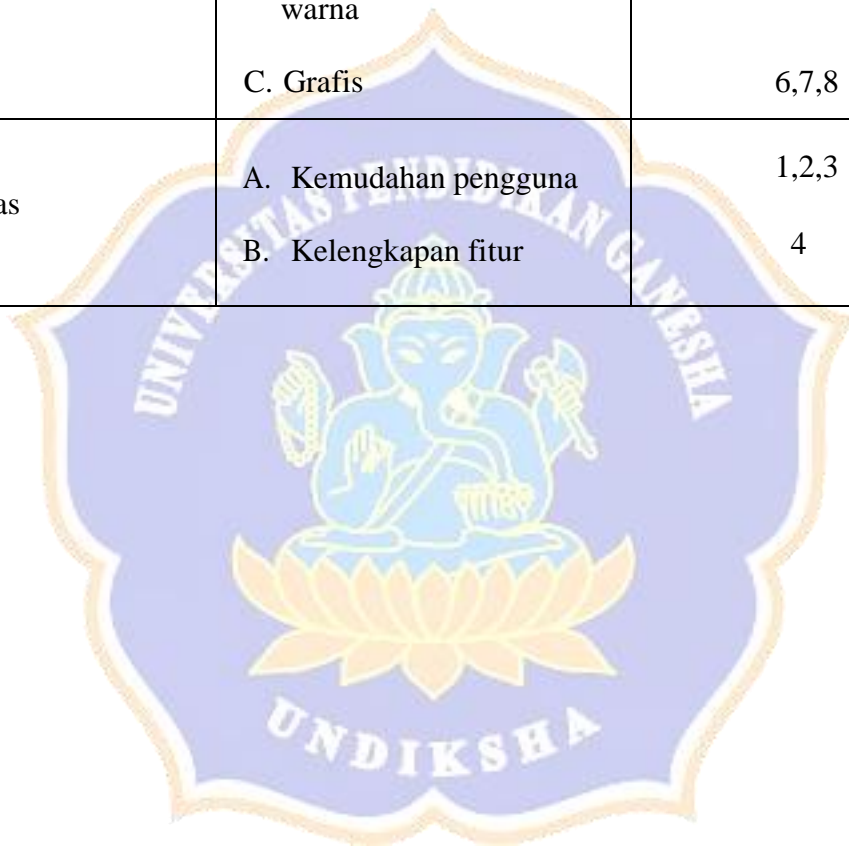 warna
C. Grafis 6,7,8
as
A. Kemudahan pengguna 1,2,3
B. Kelengkapan fitur 4
UNIVERSITAS PENDIDIKAN GANESHA
UNDIKSHA